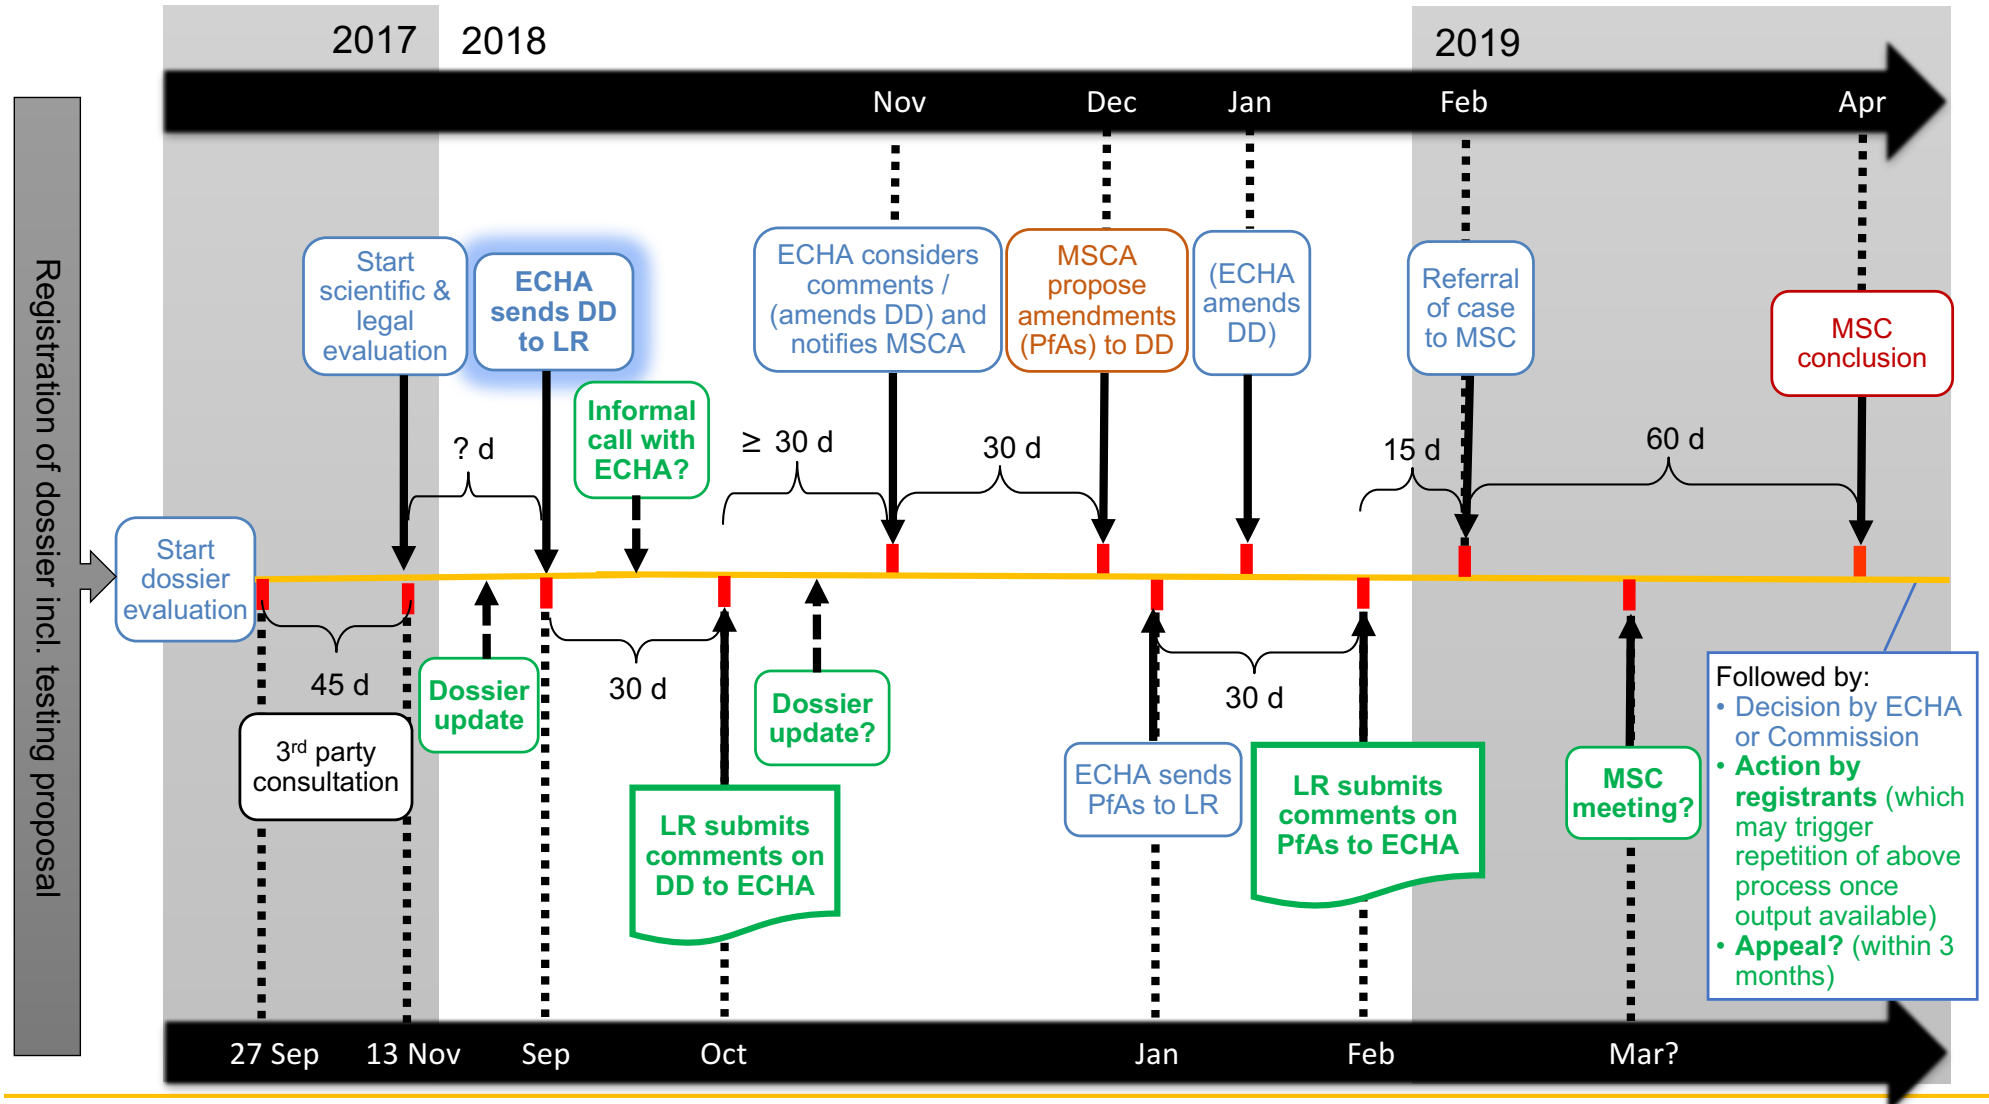 2017
2018
2019
Nov
Dec
Jan
Feb
Apr
Registration of dossier incl. testing proposal
Start
dossier
evaluation
Start
scientific &
legal
evaluation
ECHA
sends DD
to LR
Informal
call with
ECHA?
ECHA considers
comments /
(amends DD) and
notifies MSCA
MSCA
propose
amendments
(PfAs) to DD
(ECHA
amends
DD)
Referral
of case
to MSC
MSC
conclusion
? d
≥ 30 d
30 d
15 d
60 d
45 d
30 d
30 d
3rd party
consultation
Dossier
update
LR submits
comments on
DD to ECHA
Dossier
update?
ECHA sends
PfAs to LR
LR submits
comments on
PfAs to ECHA
MSC
meeting?
Followed by:
• Decision by ECHA
or Commission
• Action by
registrants (which
may trigger
repetition of above
process once
output available)
• Appeal? (within 3
months)
27 Sep
13 Nov
Sep
Oct
Jan
Feb
Mar?